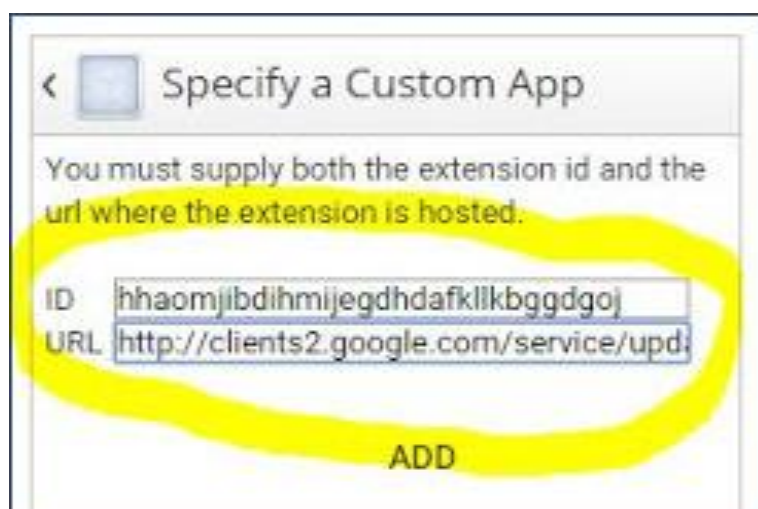 Specify a Custom App
You must supply both the extension id and the
url where the extension is hosted.
ID hhaomjibdihmijegdhdafkllkbggdgoj
URL http://clients2.google.com/service/upd
ADD